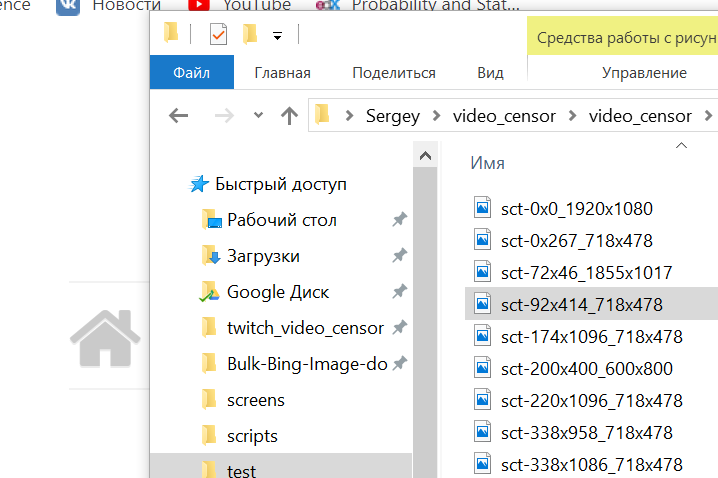 ence Новости YouTube Probability and Stat...
Средства работы с рисун
Файл Главная Поделиться Вид Управление
Sergey video_censor video_censor
Имя
Быстрый доступ
Рабочий стол
Загрузки
Google Диск
twitch_video_censor
Bulk-Bing-Image-do
screens
scripts
test
sct-0x0_1920x1080
sct-0x267_718x478
sct-72x46_1855x1017
sct-92x414_718x478
sct-174x1096_718x478
sct-200x400_600x800
sct-220x1096_718x478
sct-338x958_718x478
sct-338x1086_718x478